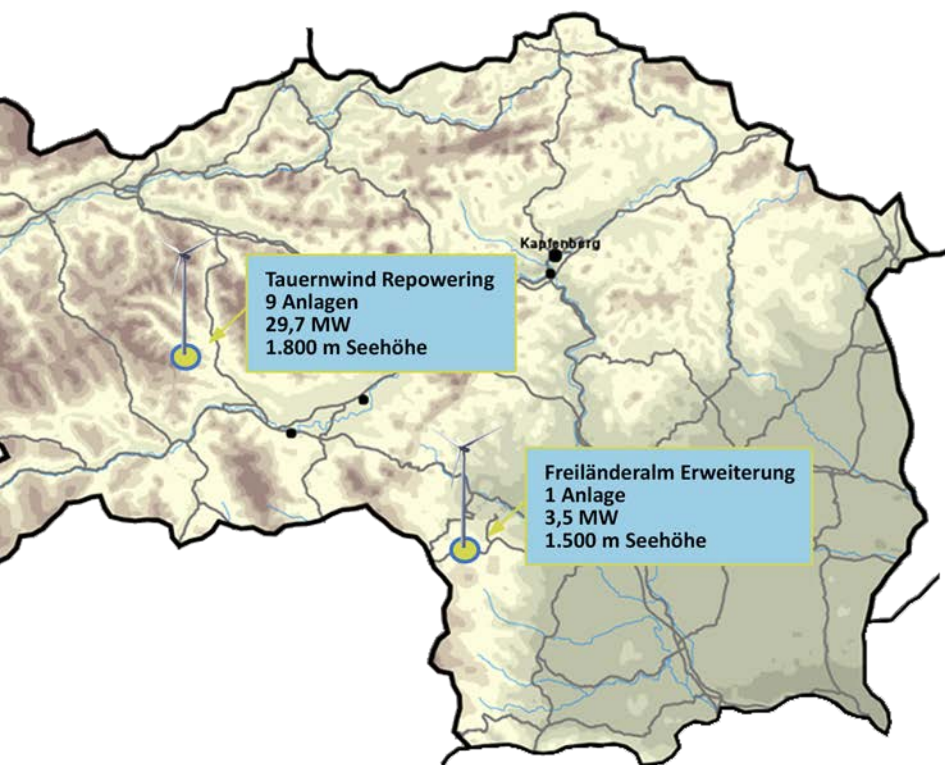 Kapfenberg
Tauernwind Repowering
9 Anlagen
29,7 MW
1.800 m Seehöhe
Freiländeralm Erweiterung
1 Anlage
3,5 MW
1.500 m Seehöhe